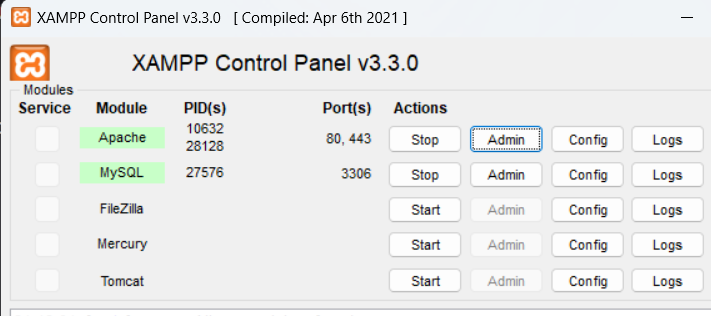 XAMPP Control Panel v3.3.0 [ Compiled: Apr 6th 2021 ]
XAMPP Control Panel v3.3.0
Modules
Service Module PID(s) Port(s) Actions
Apache 10632 28128 80, 443 Stop Admin Config Logs
MySQL 27576 3306 Stop Admin Config Logs
FileZilla Start Admin Config Logs
Mercury Start Admin Config Logs
Tomcat Start Admin Config Logs